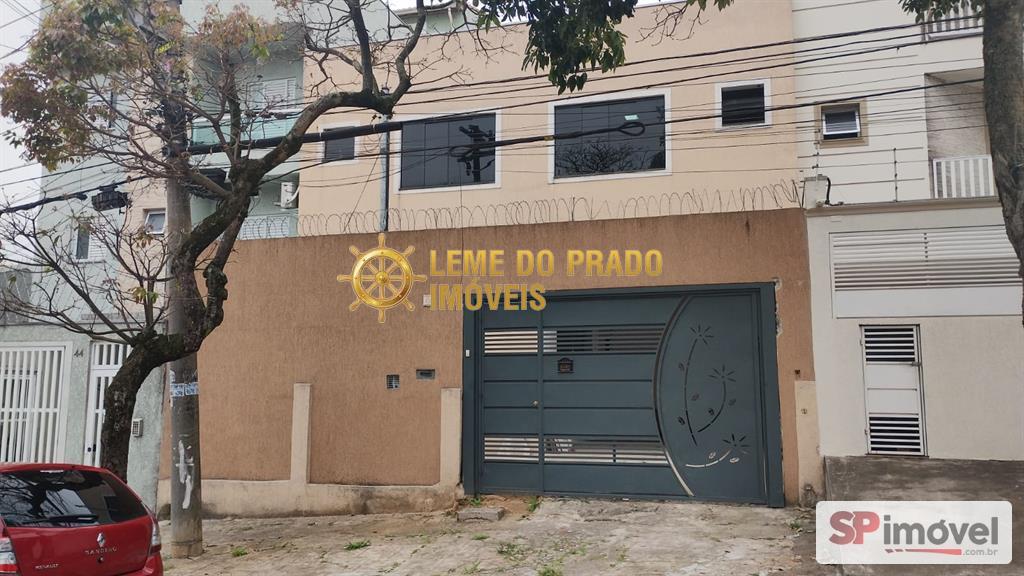 LEME DO PRADO
IMÓVEIS
44
SANDERO
RENAULT
SPimóvel
.com.br